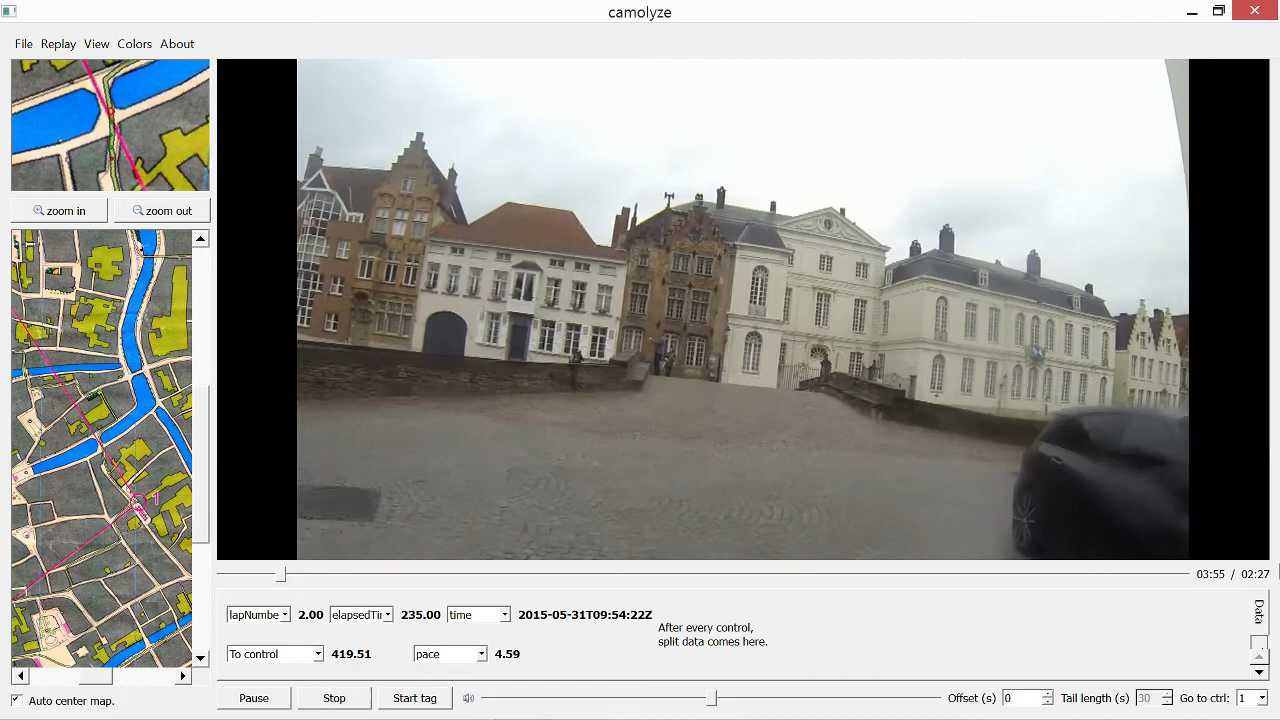 camolyze
File Replay View Colors About
zoom in zoom out
1
03:55 / 02:27
lapNumbe 2.00 elapsedTi 235.00 time 2015-05-31T09:54:22Z
After every control,
split data comes here.
Data
To control 419.51 pace 4.59
Auto center map.
Pause Stop Start tag Offset (s) 0 Tail length (s) 30 Go to ctrl: 1